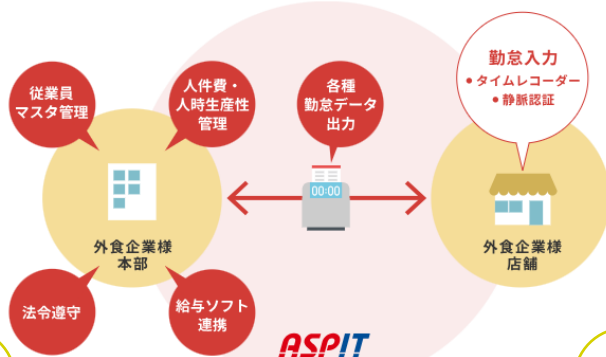 従業員
マスタ管理
人件費・
人時生産性
管理
各種
勤怠データ
出力
勤怠入力
• タイムレコーダー
• 静脈認証
00:00
外食企業様
本部
外食企業様
店舗
法令遵守
給与ソフト
連携
ASPIT